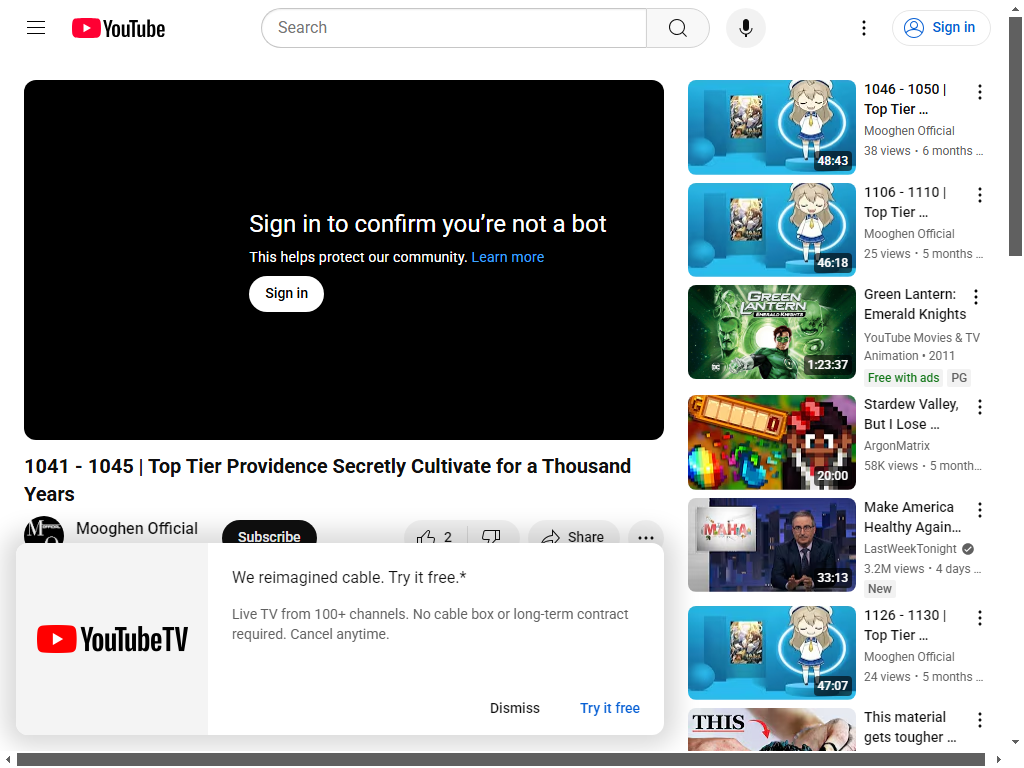 YouTube
Search
Sign in
Sign in to confirm you’re not a bot
This helps protect our community. Learn more
Sign in
1041 - 1045 | Top Tier Providence Secretly Cultivate for a Thousand
Years
Mooghen Official
Subscribe
2
Share
YouTubeTV
We reimagined cable. Try it free.*
Live TV from 100+ channels. No cable box or long-term contract
required. Cancel anytime.
Dismiss
Try it free
48:43
1046 - 1050 |
Top Tier …
Mooghen Official
38 views • 6 months …
46:18
1106 - 1110 |
Top Tier …
Mooghen Official
25 views • 5 months …
GREEN
LANTERN
EMERALD KNIGHTS
1:23:37
Green Lantern:
Emerald Knights
YouTube Movies & TV
Animation • 2011
Free with ads
PG
20:00
Stardew Valley,
But I Lose …
ArgonMatrix
58K views • 5 month…
MAHA
33:13
Make America
Healthy Again…
LastWeekTonight
3.2M views • 4 days …
New
47:07
1126 - 1130 |
Top Tier …
Mooghen Official
24 views • 5 months …
THIS
This material
gets tougher …